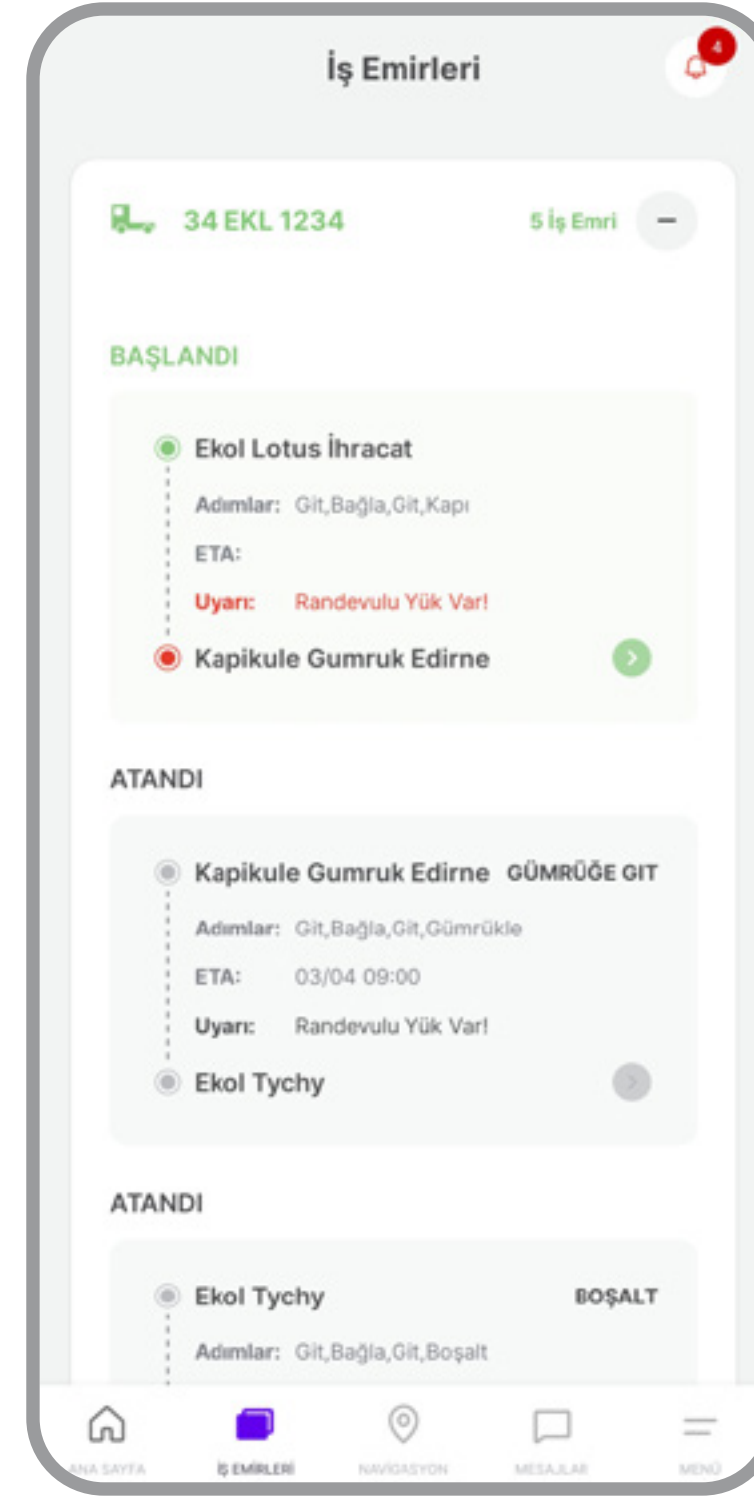 İş Emirleri
4
34 EKL 1234
5 İş Emri
BAŞLANDI
Ekol Lotus İhracat
Adımlar: Git,Bağla,Git,Kapı
ETA:
Uyarı: Randevulu Yük Var!
Kapikule Gumruk Edirne
ATANDI
Kapikule Gumruk Edirne GÜMRÜĞE GIT
Adımlar: Git,Bağla,Git,Gümrükle
ETA: 03/04 09:00
Uyarı: Randevulu Yük Var!
Ekol Tychy
ATANDI
Ekol Tychy BOŞALT
Adımlar: Git,Bağla,Git,Boşalt
ANA SAYFA İŞ EMİRLERİ NAVİGASYON MESAJLAR MENÜ